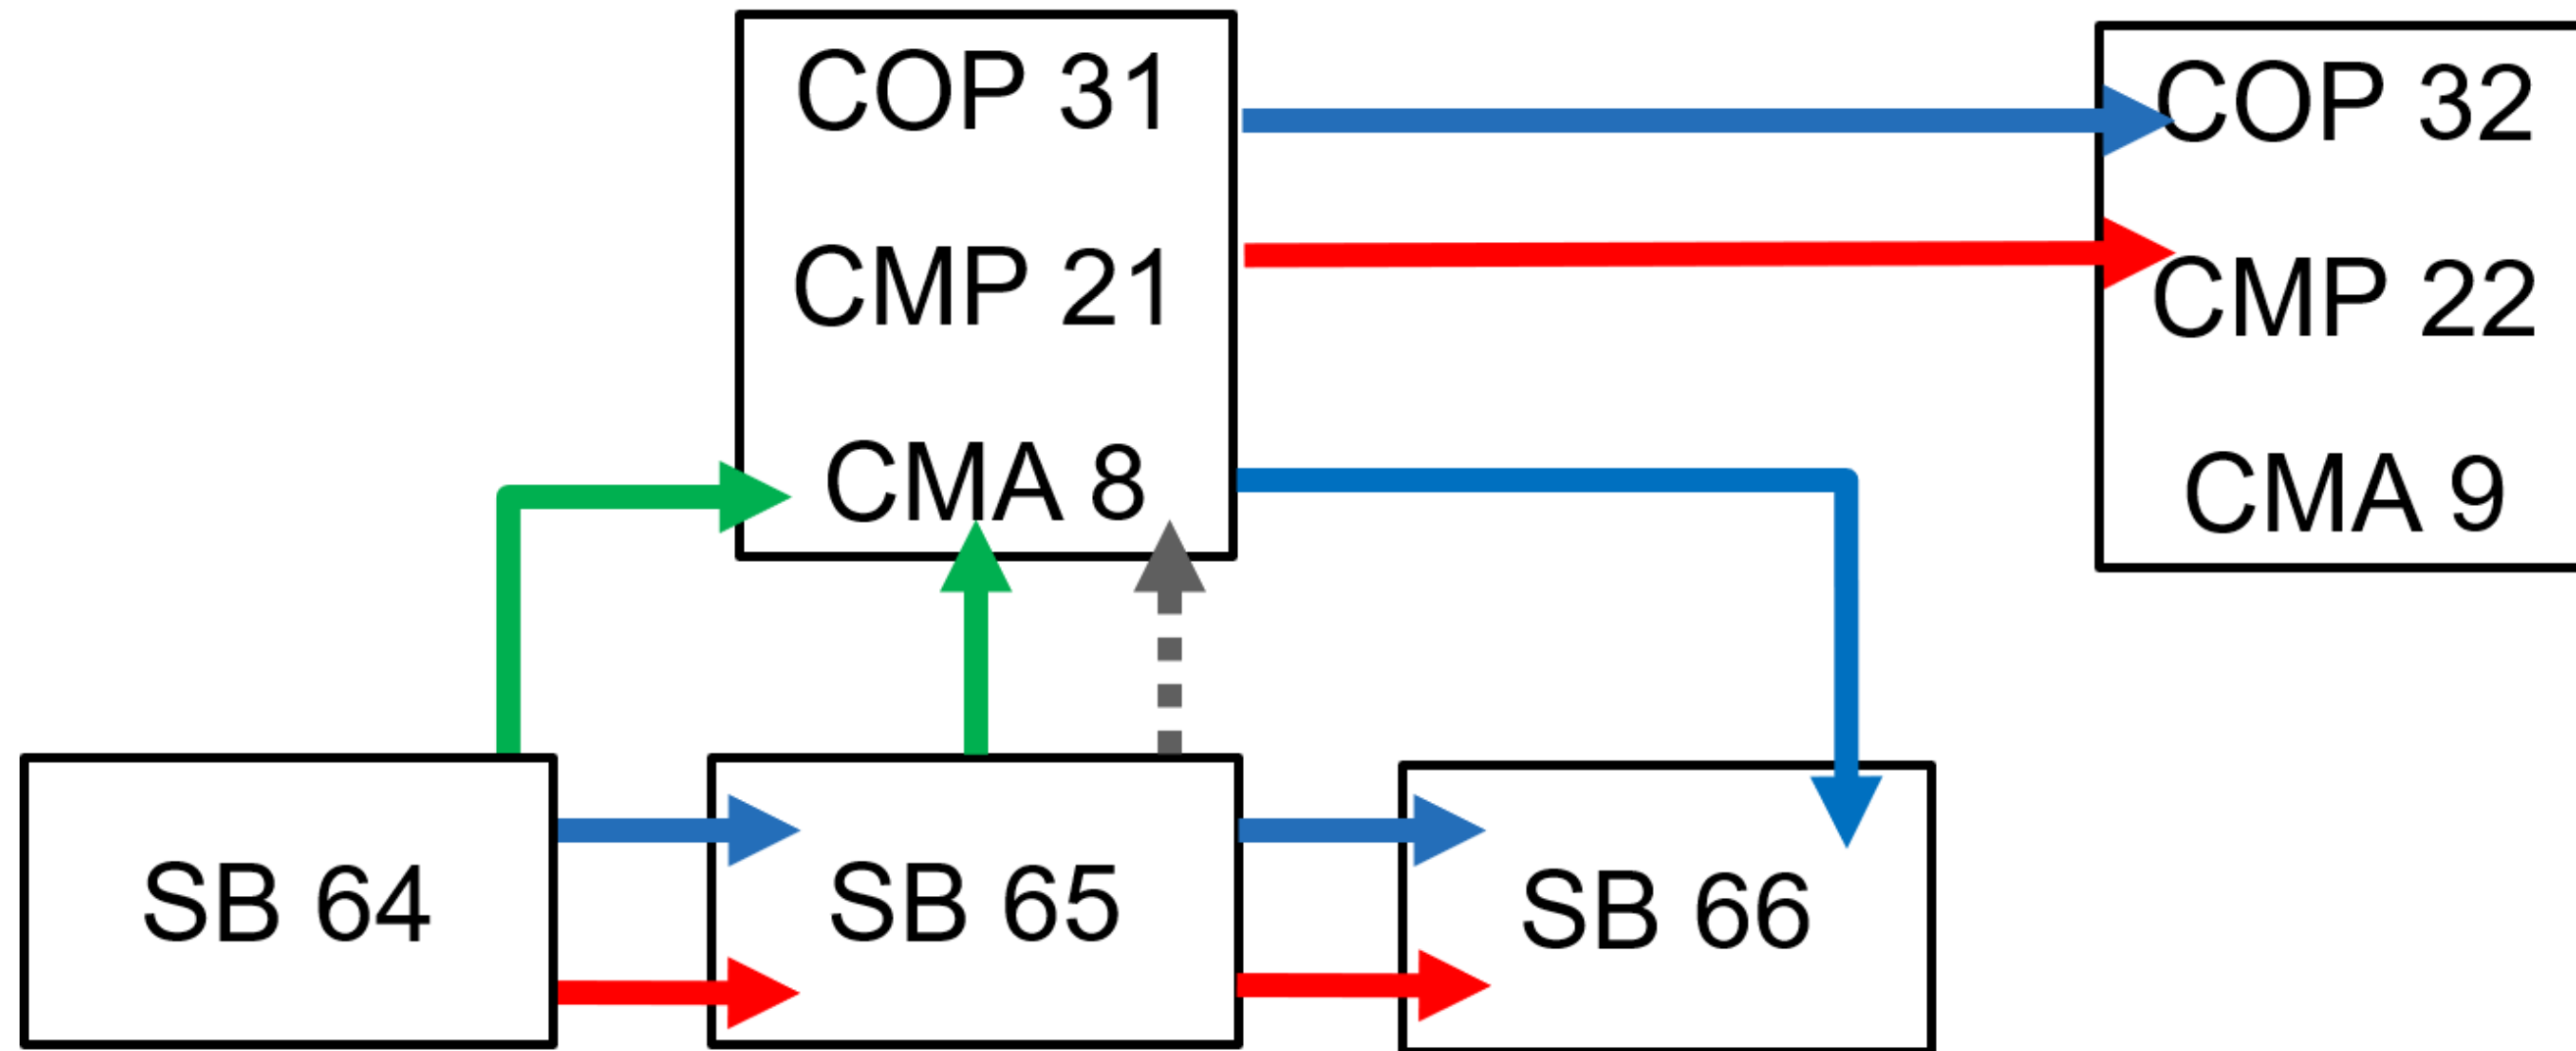 COP 31
CMP 21
CMA 8
COP 32
CMP 22
CMA 9
SB 64
SB 65
SB 66